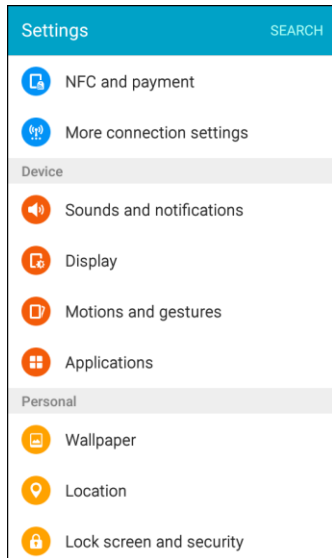 Settings SEARCH
NFC and payment
More connection settings
Device
Sounds and notifications
Display
Motions and gestures
Applications
Personal
Wallpaper
Location
Lock screen and security